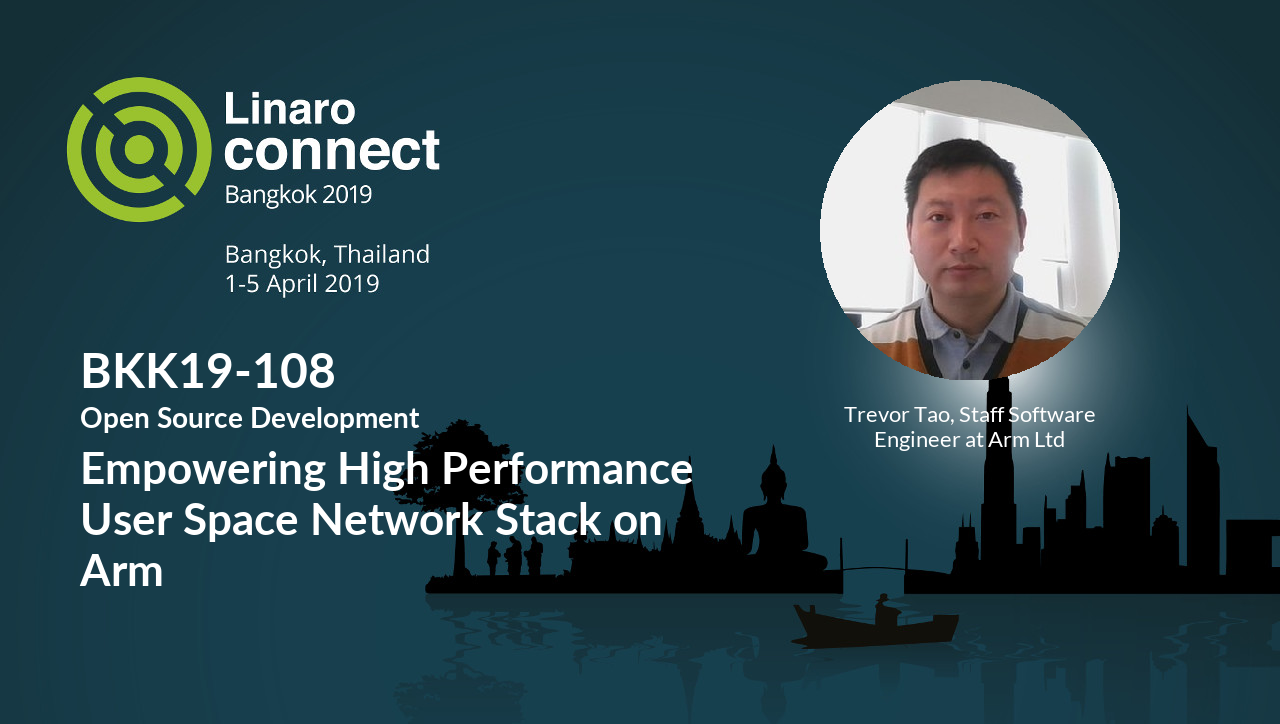 Linaro
connect
Bangkok 2019
Bangkok, Thailand
1-5 April 2019
BKK19-108
Open Source Development
Empowering High Performance
User Space Network Stack on
Arm
Trevor Tao, Staff Software
Engineer at Arm Ltd